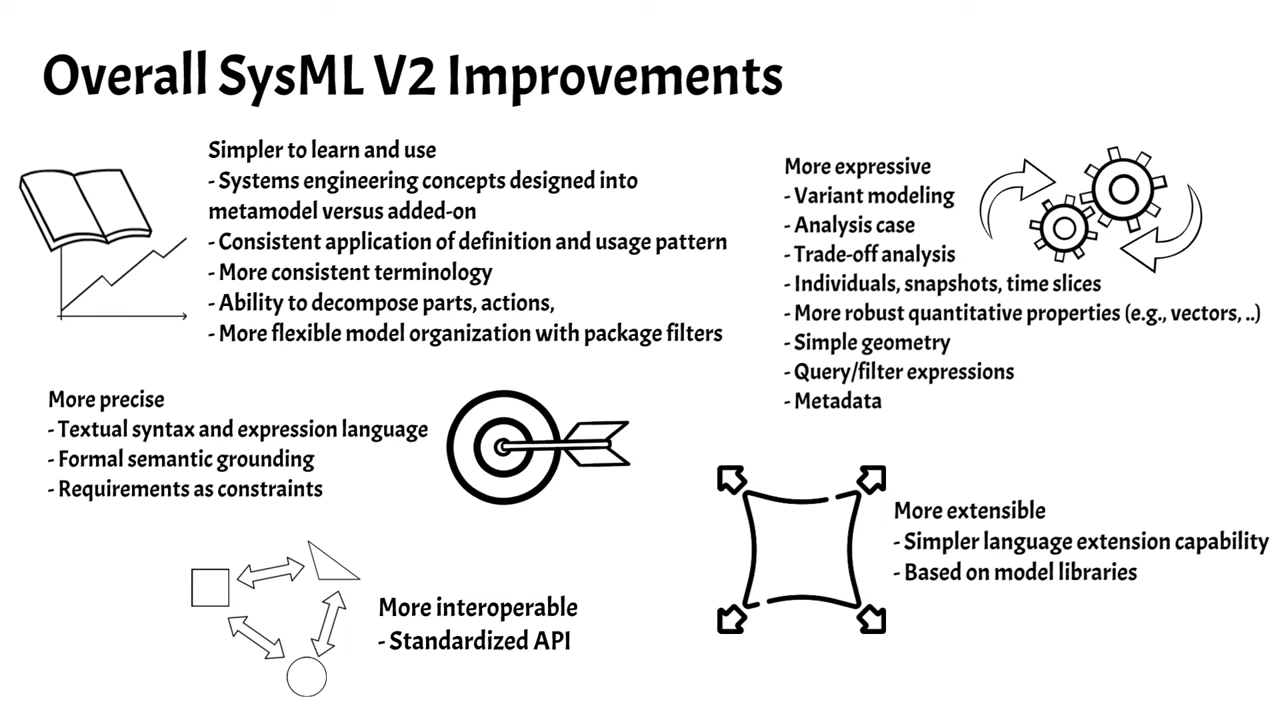 Overall SysML V2 Improvements
Simpler to learn and use
- Systems engineering concepts designed into
metamodel versus added-on
- Consistent application of definition and usage pattern
- More consistent terminology
- Ability to decompose parts, actions,
- More flexible model organization with package filters
More expressive
- Variant modeling
- Analysis case
- Trade-off analysis
- Individuals, snapshots, time slices
- More robust quantitative properties (e.g., vectors, ..)
- Simple geometry
- Query/filter expressions
- Metadata
More precise
- Textual syntax and expression language
- Formal semantic grounding
- Requirements as constraints
More extensible
- Simpler language extension capability
- Based on model libraries
More interoperable
- Standardized API